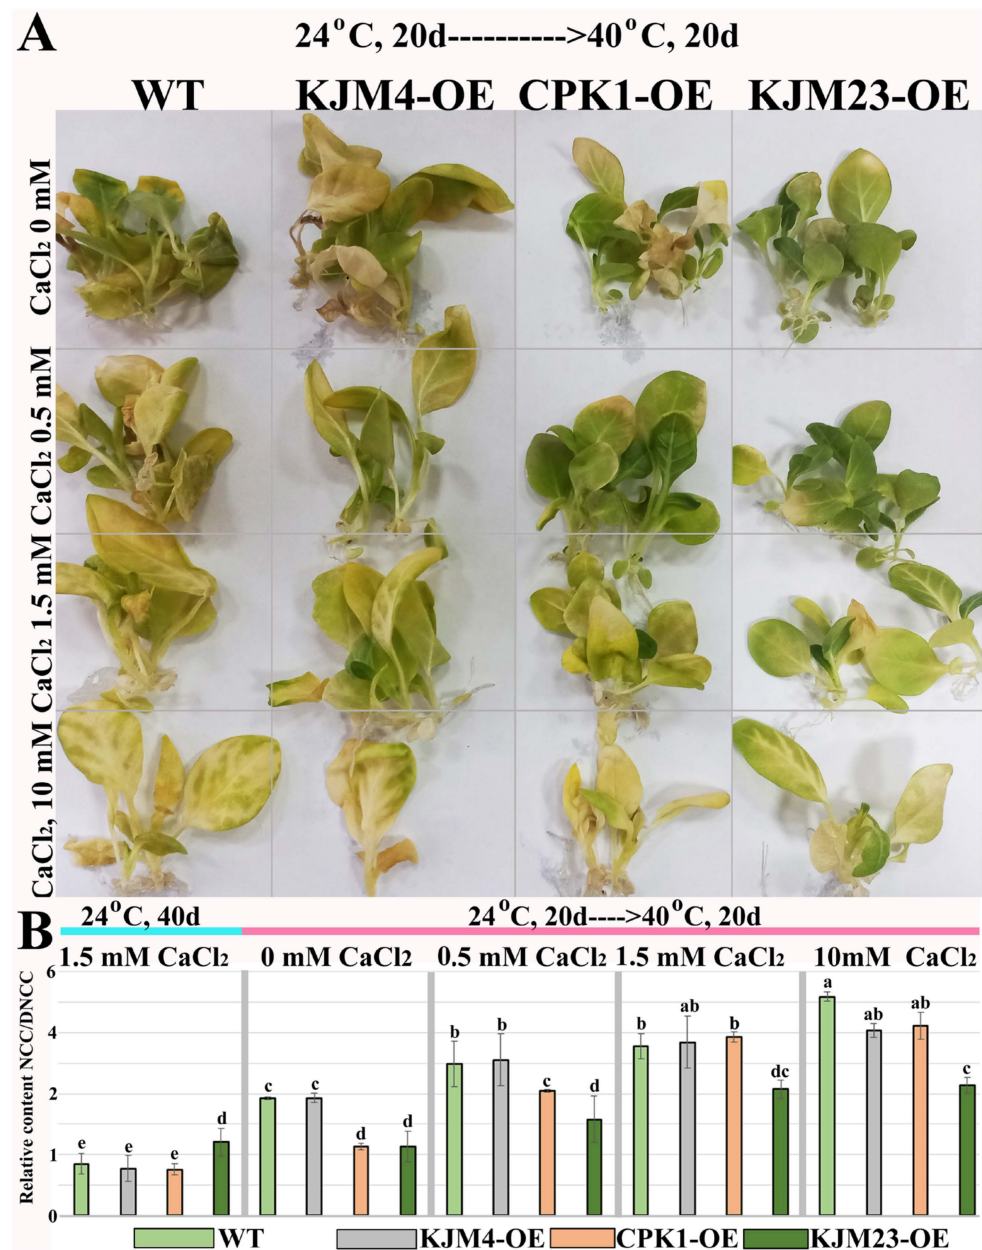 A
24°C, 20d---------->40°C, 20d
WT KJM4-OE CPK1-OE KJM23-OE
CaCl₂ 0 mM
CaCl₂ 0.5 mM
CaCl₂ 1.5 mM
CaCl₂, 10 mM
B
24°C, 40d 24°C, 20d---->40°C, 20d
1.5 mM CaCl₂ 0 mM CaCl₂ 0.5 mM CaCl₂ 1.5 mM CaCl₂ 10mM CaCl₂
Relative content NCC/DNCC
6
4
2
1
0
e e e d
c c d d
b b c d
b ab b dc
a ab ab c
WT KJM4-OE CPK1-OE KJM23-OE